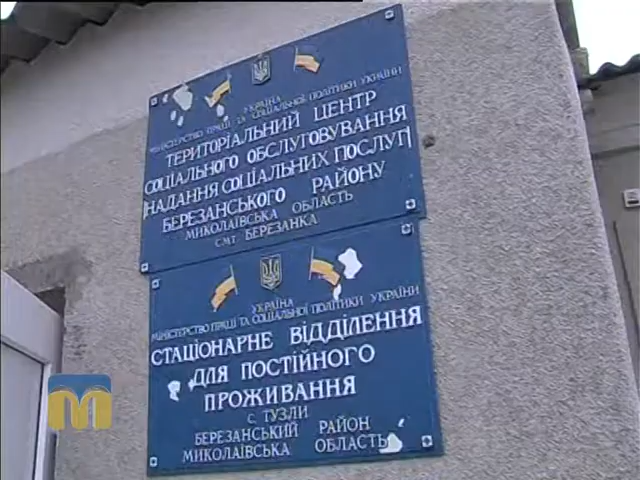 УКРАЇНА
МІНІСТЕРСТВО ПРАЦІ ТА СОЦІАЛЬНОЇ ПОЛІТИКИ УКРАЇНИ
ТЕРИТОРІАЛЬНИЙ ЦЕНТР
СОЦІАЛЬНОГО ОБСЛУГОВУВАННЯ
НАДАННЯ СОЦІАЛЬНИХ ПОСЛУГ
БЕРЕЗАНСЬКОГО РАЙОНУ
МИКОЛАЇВСЬКА ОБЛАСТЬ
СМТ БЕРЕЗАНКА
УКРАЇНА
МІНІСТЕРСТВО ПРАЦІ ТА СОЦІАЛЬНОЇ ПОЛІТИКИ УКРАЇНИ
СТАЦІОНАРНЕ ВІДДІЛЕННЯ
ДЛЯ ПОСТІЙНОГО
ПРОЖИВАННЯ
С. ТУЗЛИ
БЕРЕЗАНСЬКИЙ РАЙОН
МИКОЛАЇВСЬКА ОБЛАСТЬ